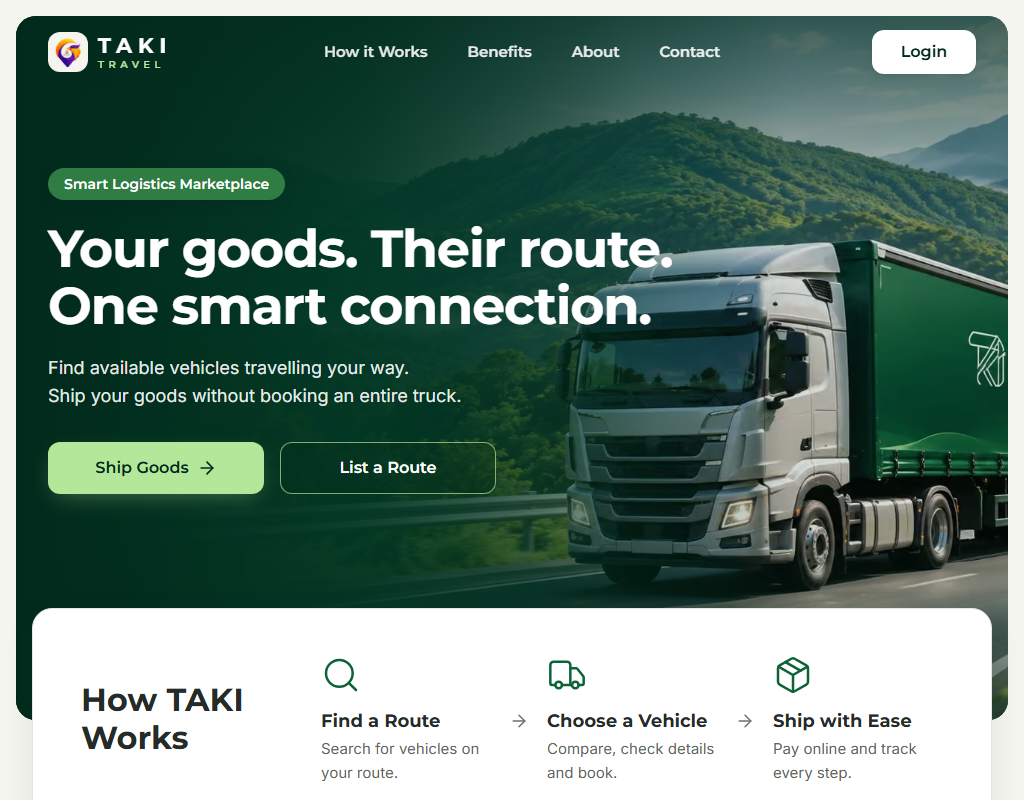 TAKI
TRAVEL
How it Works
Benefits
About
Contact
Login
Smart Logistics Marketplace
Your goods. Their route.
One smart connection.
Find available vehicles travelling your way.
Ship your goods without booking an entire truck.
Ship Goods
List a Route
How TAKI
Works
Find a Route
Search for vehicles on
your route.
Choose a Vehicle
Compare, check details
and book.
Ship with Ease
Pay online and track
every step.